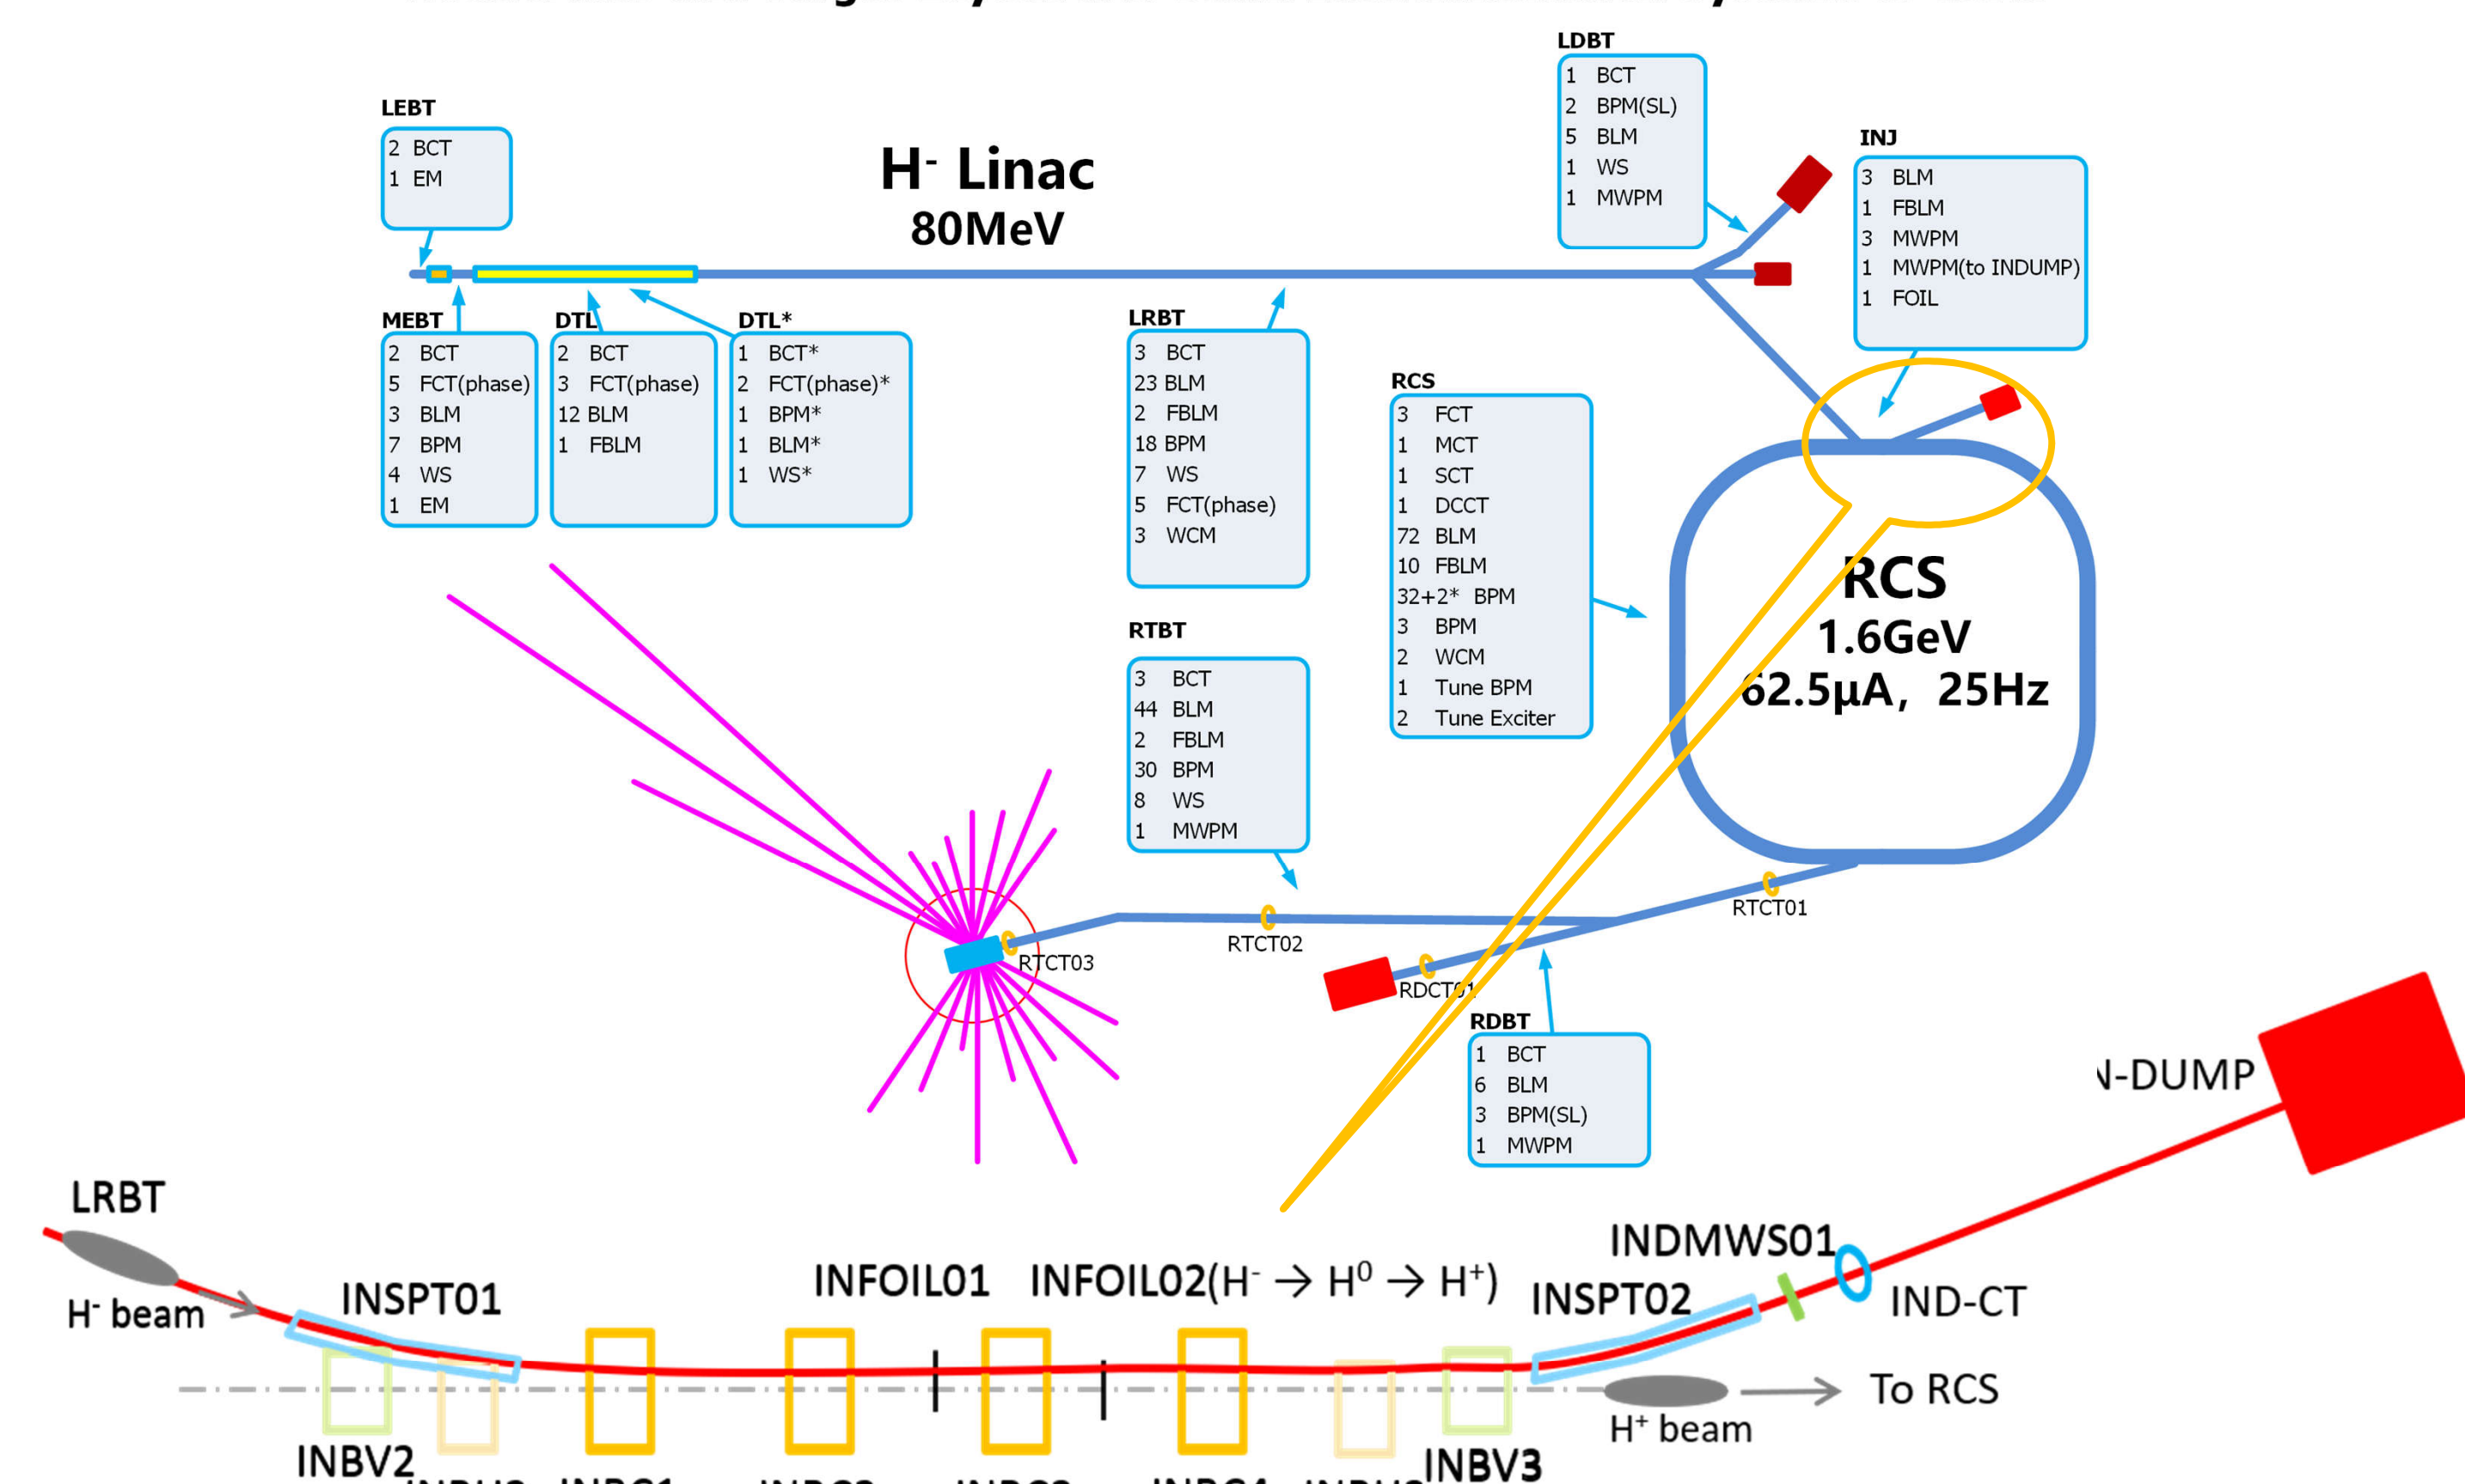 LDBT
1 BCT
2 BPM(SL)
5 BLM
1 WS
1 MWPM
LEBT
2 BCT
1 EM
H- Linac
80MeV
INJ
3 BLM
1 FBLM
3 MWPM
1 MWPM(to INDUMP)
1 FOIL
MEBT
2 BCT
5 FCT(phase)
3 BLM
7 BPM
4 WS
1 EM
DTL
2 BCT
3 FCT(phase)
12 BLM
1 FBLM
DTL*
1 BCT*
2 FCT(phase)*
1 BPM*
1 BLM*
1 WS*
LRBT
3 BCT
23 BLM
2 FBLM
18 BPM
7 WS
5 FCT(phase)
3 WCM
RCS
3 FCT
1 MCT
1 SCT
1 DCCT
72 BLM
10 FBLM
32+2* BPM
3 BPM
2 WCM
1 Tune BPM
2 Tune Exciter
RCS
1.6GeV
62.5μA, 25Hz
RTBT
3 BCT
44 BLM
2 FBLM
30 BPM
8 WS
1 MWPM
RTCT01
RTCT02
RTCT03
RDCT01
RDBT
1 BCT
6 BLM
3 BPM(SL)
1 MWPM
N-DUMP
LRBT
H- beam
INSPT01
INFOIL01
INFOIL02(H- → H0 → H+)
INSPT02
INDMWS01
IND-CT
To RCS
H+ beam
INBV2
INBV3